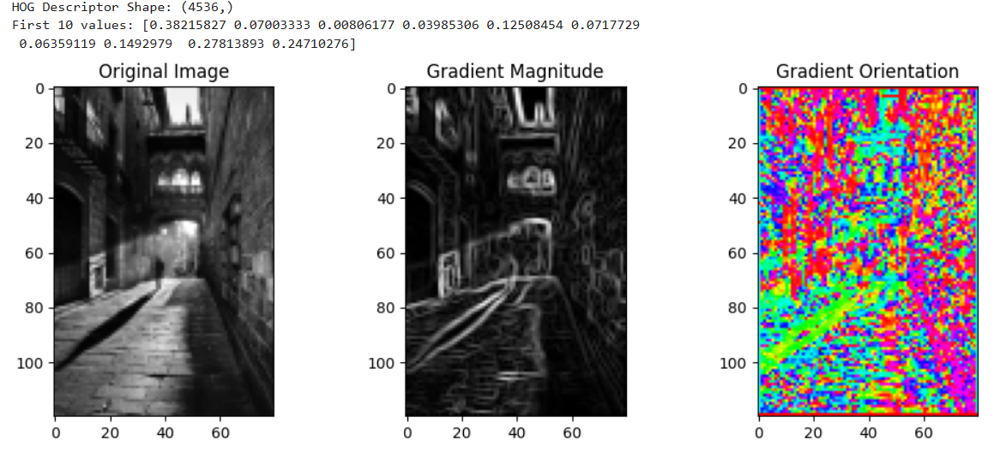 HOG Descriptor Shape: (4536,)
First 10 values: [0.38215827 0.07003333 0.00806177 0.03985306 0.12508454 0.0717729
0.06359119 0.1492979  0.27813893 0.24710276]
Original Image
0
20
40
60
80
100
0 20 40 60
Gradient Magnitude
0
20
40
60
80
100
0 20 40 60
Gradient Orientation
0
20
40
60
80
100
0 20 40 60